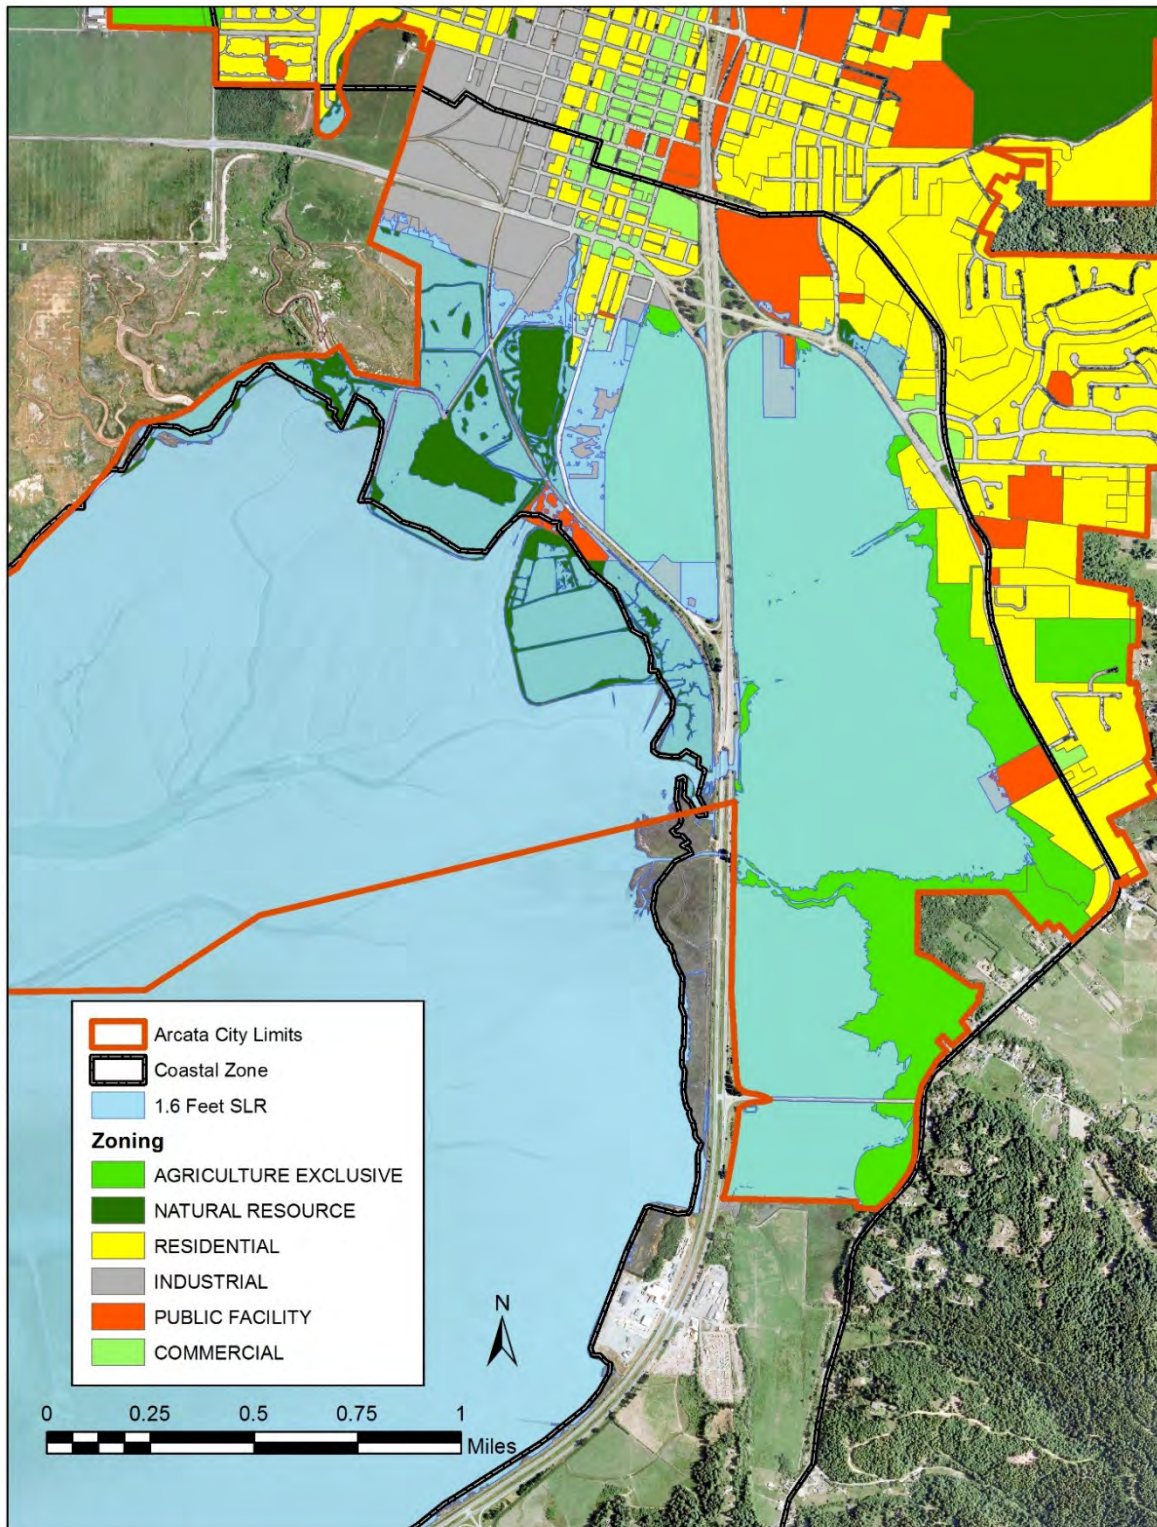 Arcata City Limits
Coastal Zone
1.6 Feet SLR
Zoning
AGRICULTURE EXCLUSIVE
NATURAL RESOURCE
RESIDENTIAL
INDUSTRIAL
PUBLIC FACILITY
COMMERCIAL
N
0 0.25 0.5 0.75 1
Miles